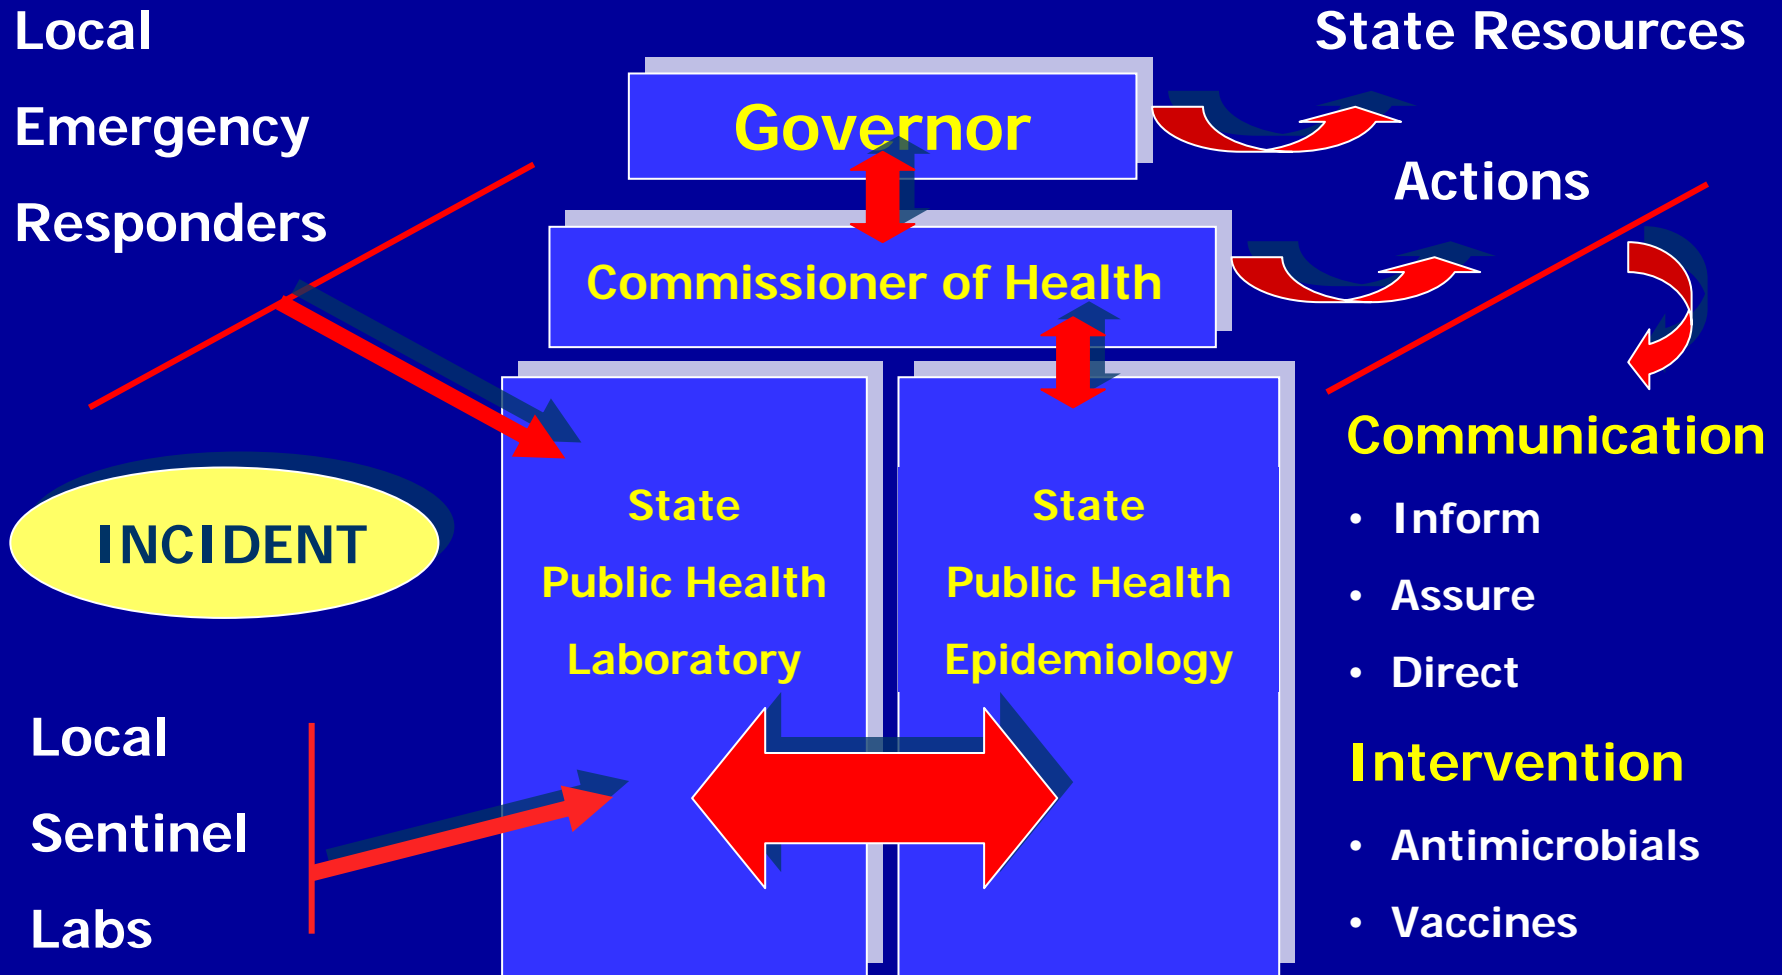 Local
Emergency
Responders
Governor
State Resources
Actions
Commissioner of Health
INCIDENT
State
Public Health
Laboratory
State
Public Health
Epidemiology
Communication
• Inform
• Assure
• Direct
Intervention
• Antimicrobials
• Vaccines
Local
Sentinel
Labs